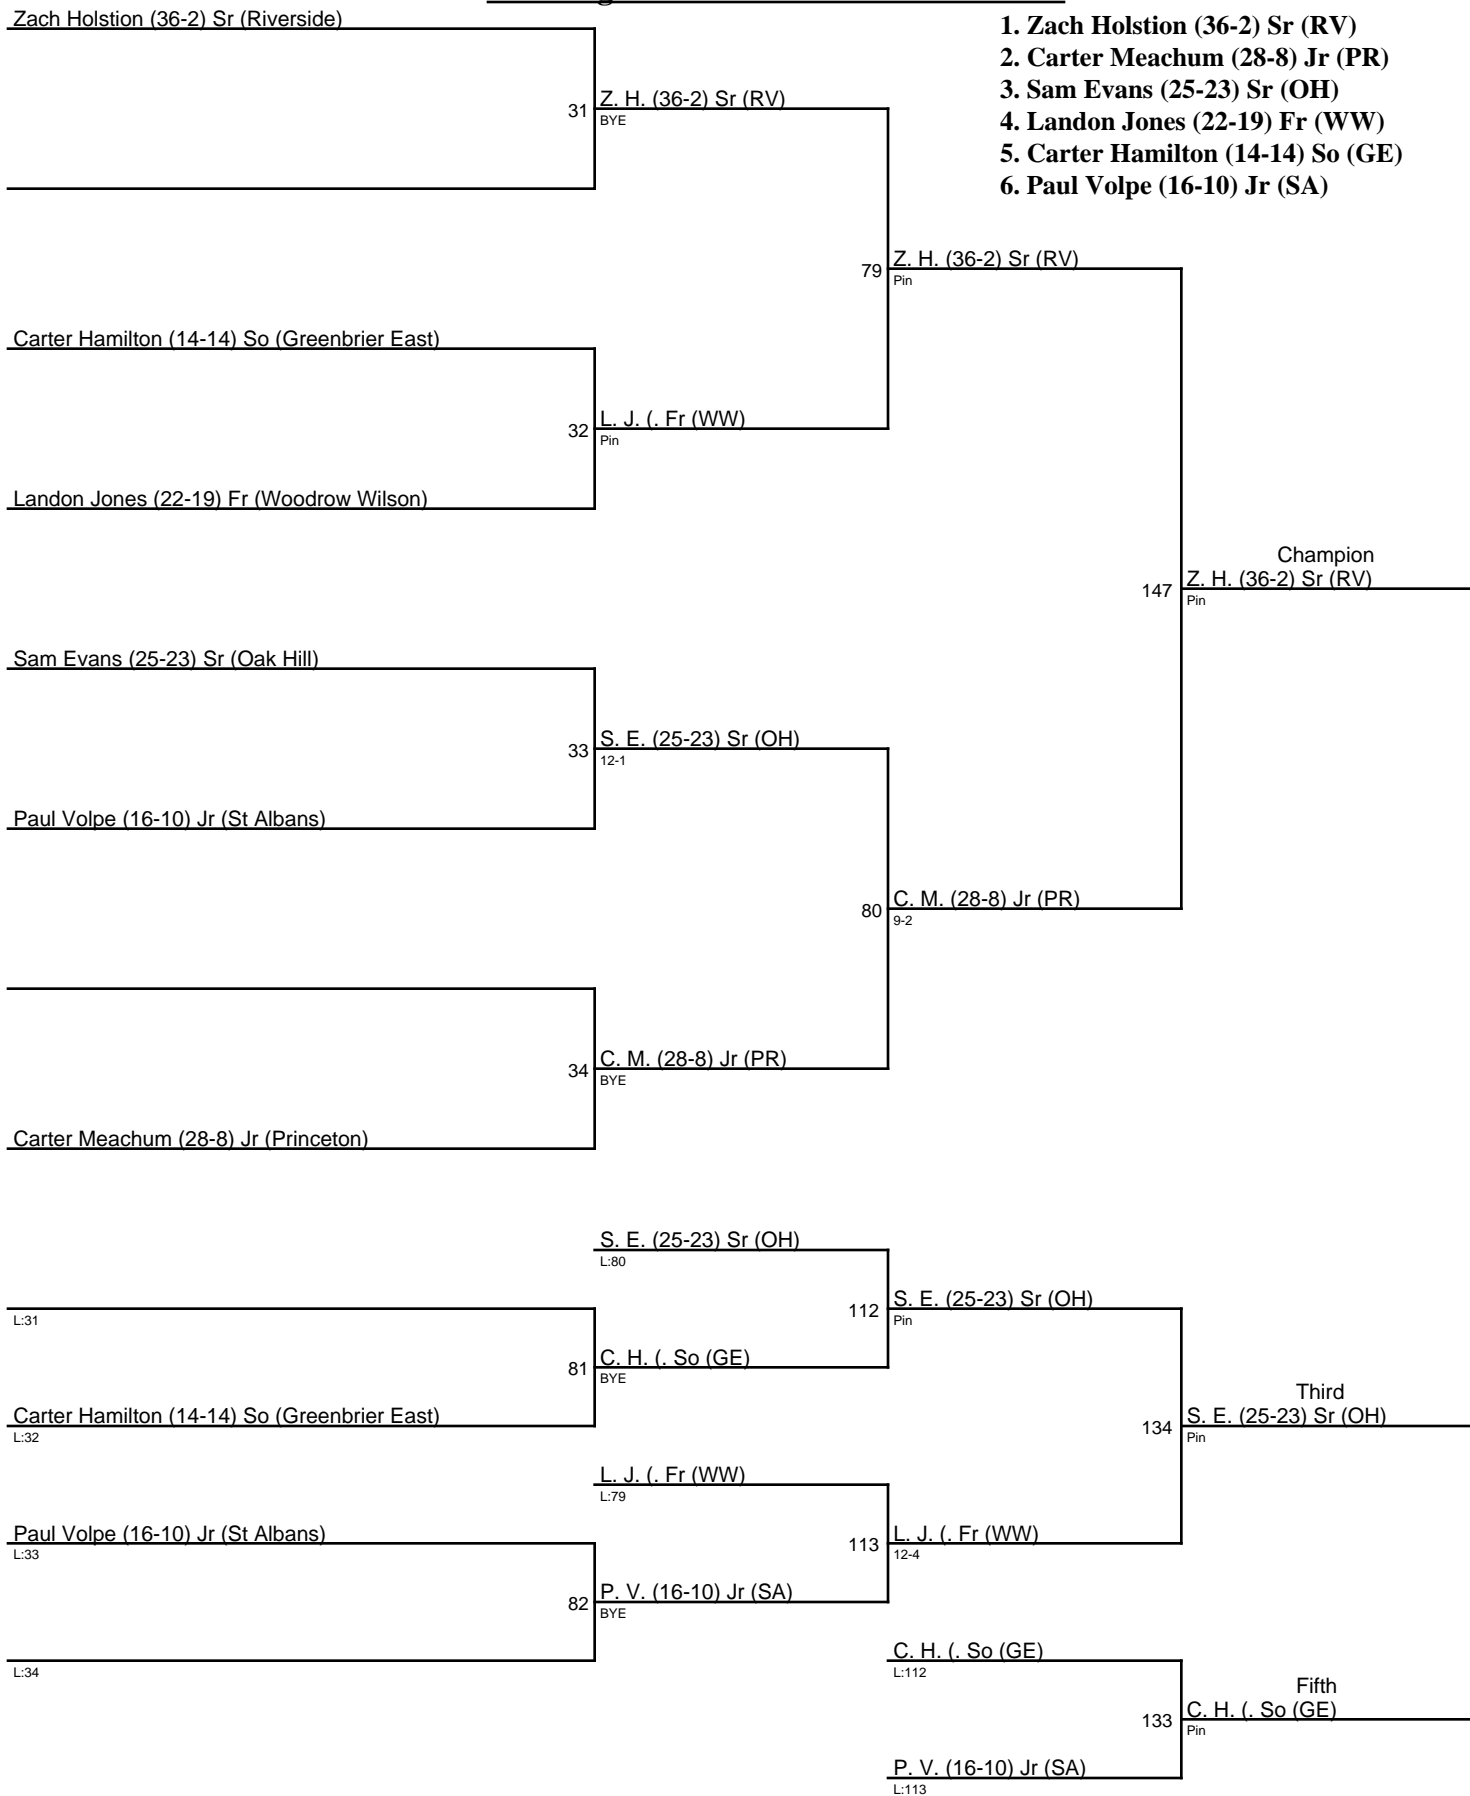 Zach Holstion (36-2) Sr (Riverside)
1. Zach Holstion (36-2) Sr (RV)
2. Carter Meachum (28-8) Jr (PR)
3. Sam Evans (25-23) Sr (OH)
4. Landon Jones (22-19) Fr (WW)
5. Carter Hamilton (14-14) So (GE)
6. Paul Volpe (16-10) Jr (SA)
31 Z. H. (36-2) Sr (RV)
BYE
79 Z. H. (36-2) Sr (RV)
Pin
Carter Hamilton (14-14) So (Greenbrier East)
32 L. J. (. Fr (WW)
Pin
Landon Jones (22-19) Fr (Woodrow Wilson)
Champion
147 Z. H. (36-2) Sr (RV)
Pin
Sam Evans (25-23) Sr (Oak Hill)
33 S. E. (25-23) Sr (OH)
12-1
Paul Volpe (16-10) Jr (St Albans)
80 C. M. (28-8) Jr (PR)
9-2
34 C. M. (28-8) Jr (PR)
BYE
Carter Meachum (28-8) Jr (Princeton)
S. E. (25-23) Sr (OH)
L:80
L:31
112 S. E. (25-23) Sr (OH)
Pin
81 C. H. (. So (GE)
BYE
Carter Hamilton (14-14) So (Greenbrier East)
L:32
Third
134 S. E. (25-23) Sr (OH)
Pin
L. J. (. Fr (WW)
L:79
Paul Volpe (16-10) Jr (St Albans)
L:33
113 L. J. (. Fr (WW)
12-4
82 P. V. (16-10) Jr (SA)
BYE
L:34
C. H. (. So (GE)
L:112
Fifth
133 C. H. (. So (GE)
Pin
P. V. (16-10) Jr (SA)
L:113